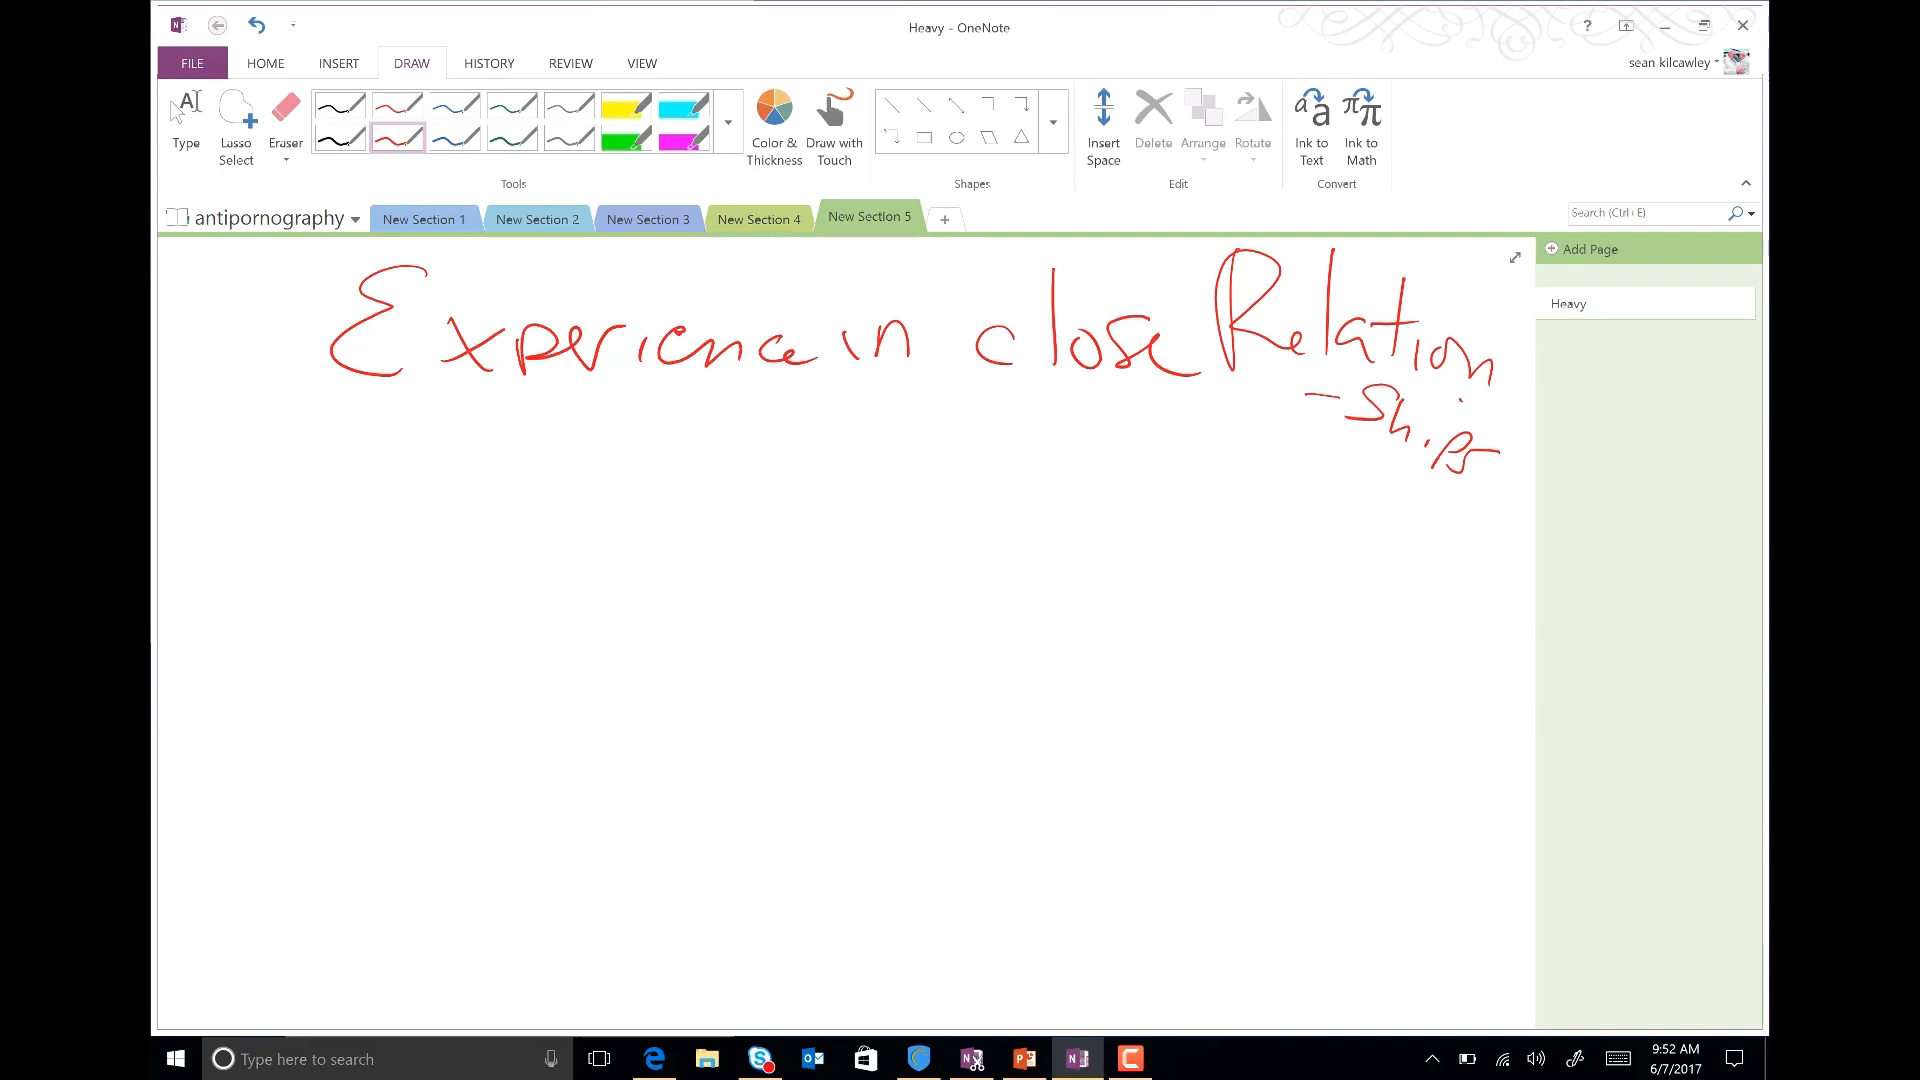 Heavy - OneNote
FILE HOME INSERT DRAW HISTORY REVIEW VIEW
sean kilcawley
Type
Lasso Select
Eraser
Color & Thickness
Draw with Touch
Insert Space
Delete
Arrange
Rotate
Ink to Text
Ink to Math
Tools
Shapes
Edit
Convert
antipornography New Section 1 New Section 2 New Section 3 New Section 4 New Section 5
Search (Ctrl+E)
Add Page
Heavy
Experience in close Relation
-Ships
Type here to search
9:52 AM
6/7/2017